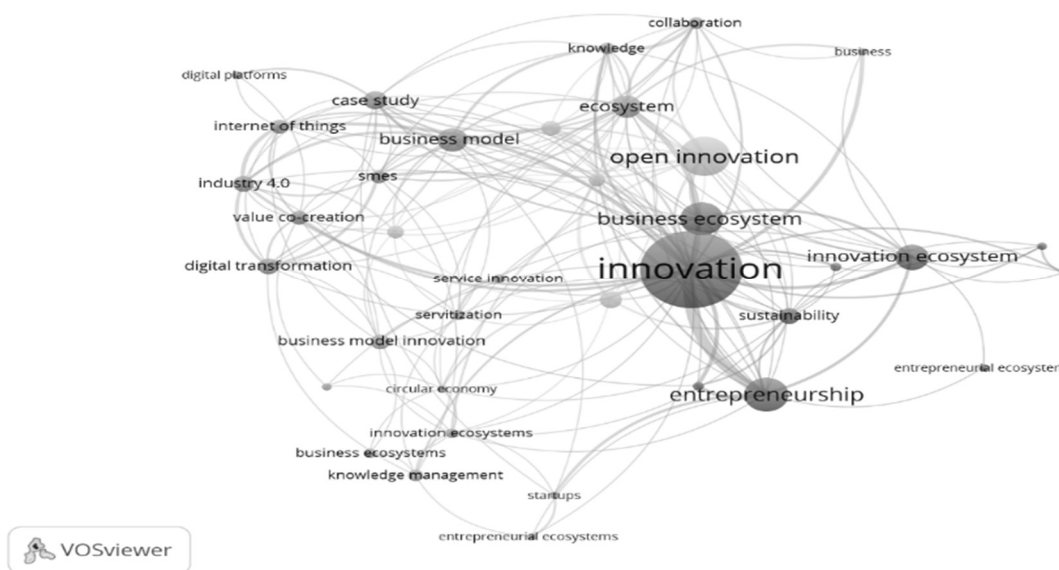 collaboration
knowledge
business
digital platforms
case study
ecosystem
internet of things
business model
open innovation
smes
industry 4.0
value co-creation
business ecosystem
innovation
innovation ecosystem
digital transformation
service innovation
servitization
sustainability
business model innovation
entrepreneurial ecosystem
circular economy
entrepreneurship
innovation ecosystems
business ecosystems
knowledge management
startups
entrepreneurial ecosystems
VOSviewer